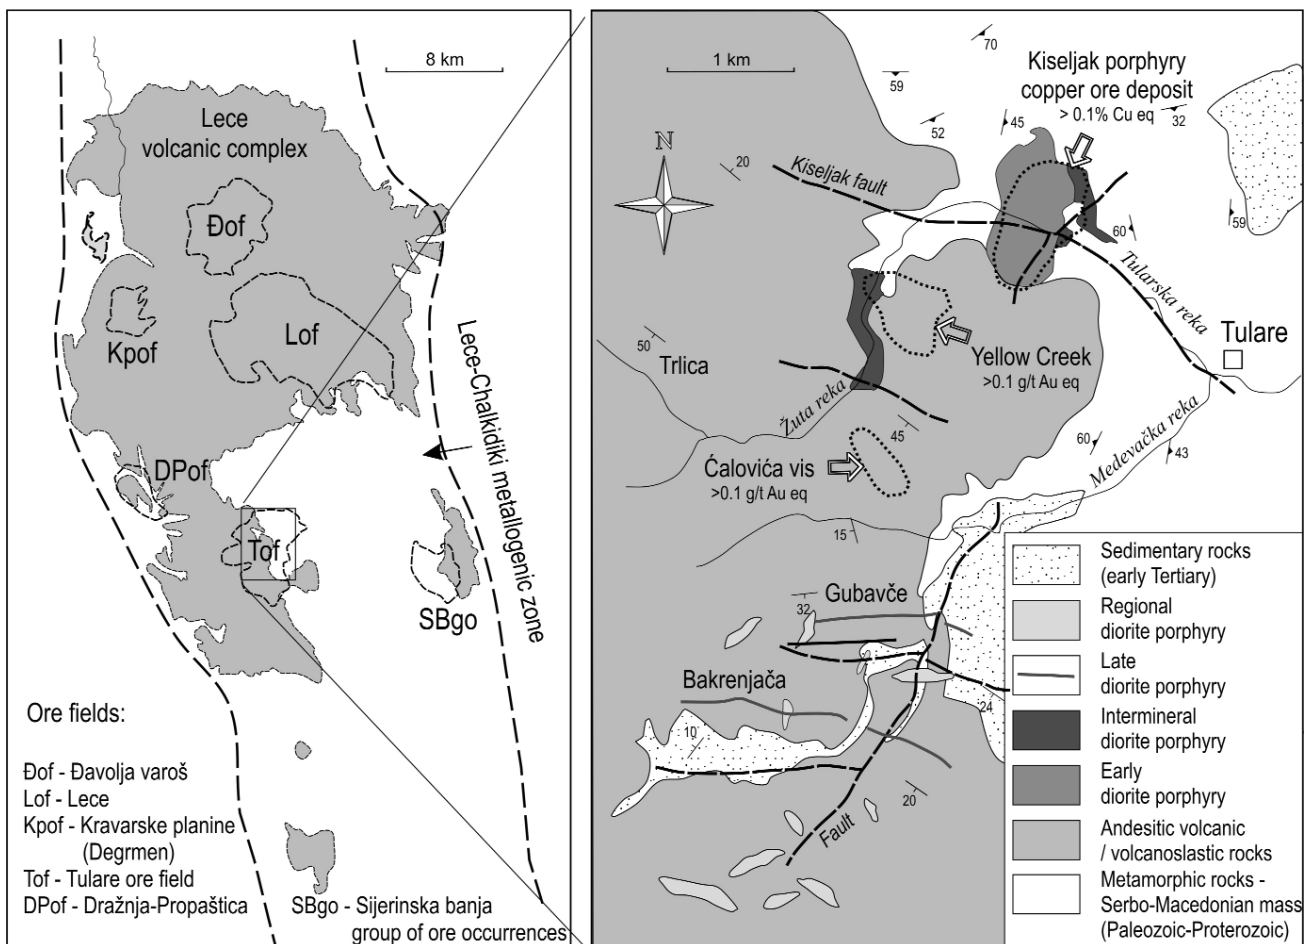 8 km
Lece
volcanic complex
Đof
Kpof
Lof
Lece-Chalkidiki metallogenic zone
DPof
Tof
SBgo
Ore fields:
Đof - Đavolja varoš
Lof - Lece
Kpof - Kravarske planine
(Degrmen)
Tof - Tulare ore field
DPof - Dražnja-Propaštica
SBgo - Sijerinska banja
group of ore occurrences
1 km
70
59
Kiseljak porphyry
copper ore deposit
> 0.1% Cu eq
32
52
45
N
20
Kiseljak fault
59
60
Tularska reka
Tulare
50
Trlica
Yellow Creek
>0.1 g/t Au eq
Žuta reka
45
60
43
Medevačka reka
Ćalovića vis
>0.1 g/t Au eq
15
Gubavče
32
Bakrenjača
24
10
20
Fault
Sedimentary rocks
(early Tertiary)
Regional
diorite porphyry
Late
diorite porphyry
Intermineral
diorite porphyry
Early
diorite porphyry
Andesitic volcanic
/ volcanoslastic rocks
Metamorphic rocks -
Serbo-Macedonian mass
(Paleozoic-Proterozoic)